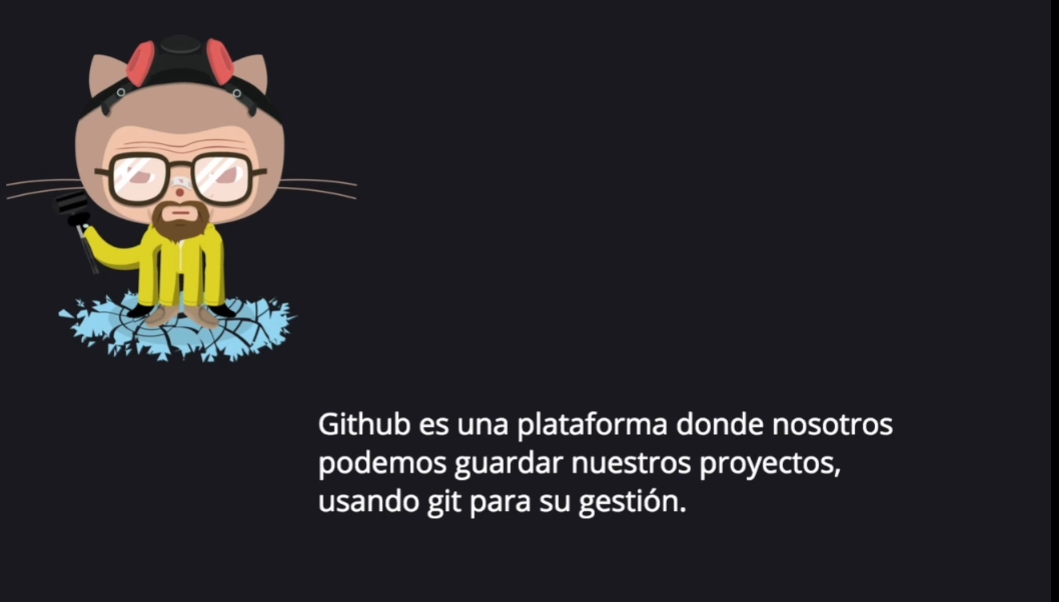 Github es una plataforma donde nosotros
podemos guardar nuestros proyectos,
usando git para su gestión.